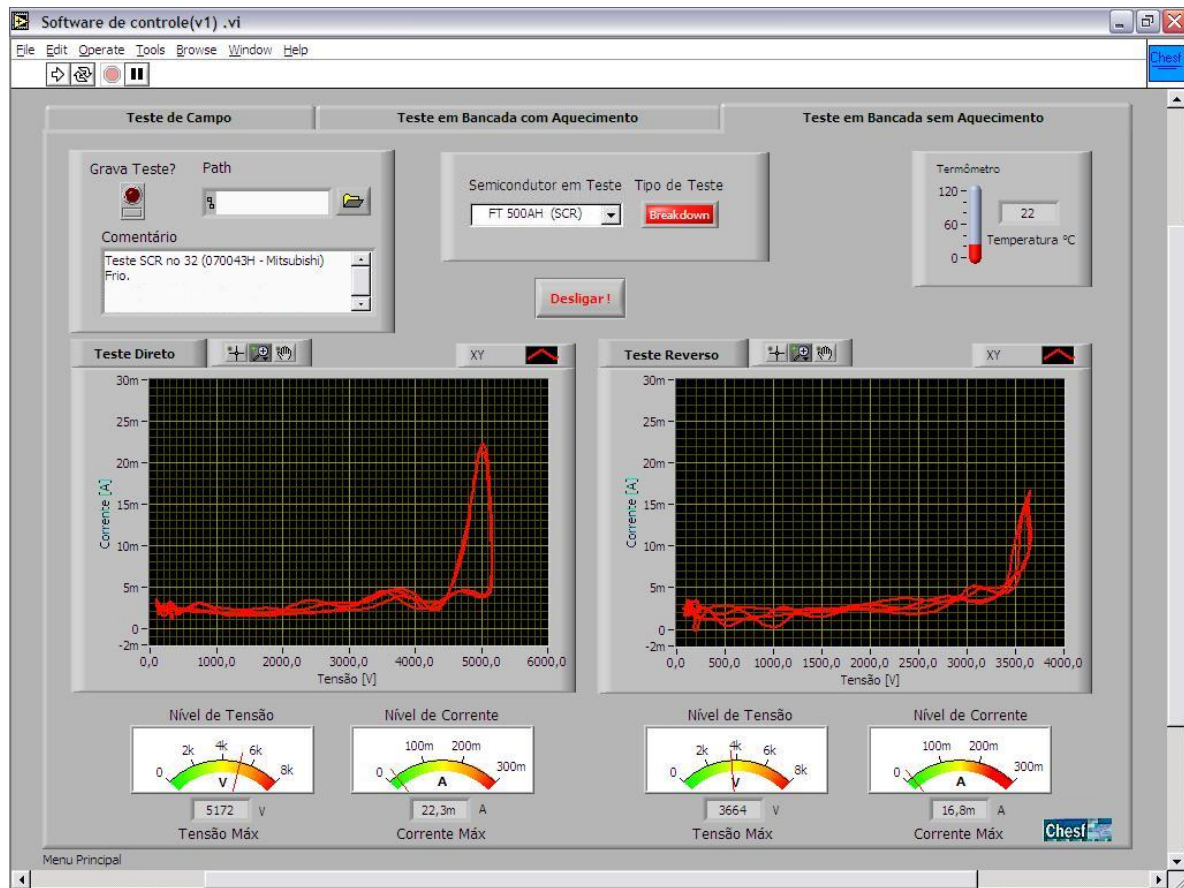 Software de controle(v1) .vi
File Edit Operate Tools Browse Window Help
Chesf
Teste de Campo
Teste em Bancada com Aquecimento
Teste em Bancada sem Aquecimento
Grava Teste?
Path
Comentário
Teste SCR no 32 (070043H - Mitsubishi)
Frio.
Semicondutor em Teste
FT 500AH (SCR)
Tipo de Teste
Breakdown
Desligar !
Termômetro
120
60
0
22
Temperatura ºC
Teste Direto
XY
30m
25m
20m
15m
10m
5m
0
-2m
Corrente [A]
0,0 1000,0 2000,0 3000,0 4000,0 5000,0 6000,0
Tensão [V]
Teste Reverso
XY
30m
25m
20m
15m
10m
5m
0
-2m
Corrente [A]
0,0 500,0 1000,0 1500,0 2000,0 2500,0 3000,0 3500,0 4000,0
Tensão [V]
Nível de Tensão
0 2k 4k 6k 8k
V
5172 V
Tensão Máx
Nível de Corrente
0 100m 200m 300m
A
22,3m A
Corrente Máx
Nível de Tensão
0 2k 4k 6k 8k
V
3664 V
Tensão Máx
Nível de Corrente
0 100m 200m 300m
A
16,8m A
Corrente Máx
Chesf
Menu Principal